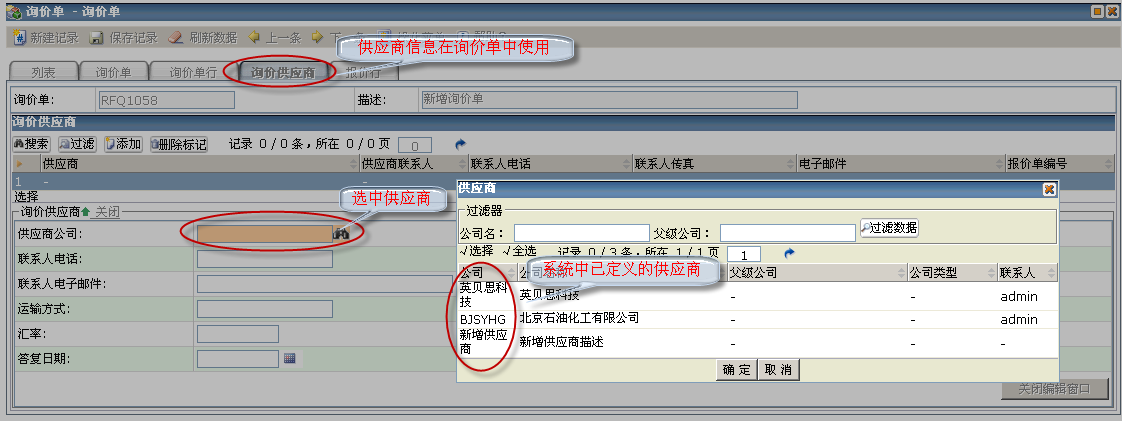 询价单 - 询价单
新建记录 保存记录 刷新数据 上一条 下一条
供应商信息在询价单中使用
列表 询价单 询价单行 询价供应商 报价行
询价单: RFQ1058 描述: 新增询价单
询价供应商
搜索 过滤 添加 删除标记 记录 0 / 0 条，所在 0 / 0 页 0
供应商 供应商联系人 联系人电话 联系人传真 电子邮件 报价单编号
1 - -
选择
选中供应商
询价供应商 关闭
供应商公司:
联系人电话:
联系人电子邮件:
运输方式:
汇率:
答复日期:
供应商
过滤器
公司名： 父级公司： 过滤数据
√选择 √全选 记录 0 / 3 条，所在 1 / 1 页 1
系统中已定义的供应商
公司 父级公司 公司类型 联系人
英贝思科技 英贝思科技 - - admin
BJSYHG 北京石油化工有限公司 - - admin
新增供应商 新增供应商描述 - - -
确 定 取 消
关闭编辑窗口